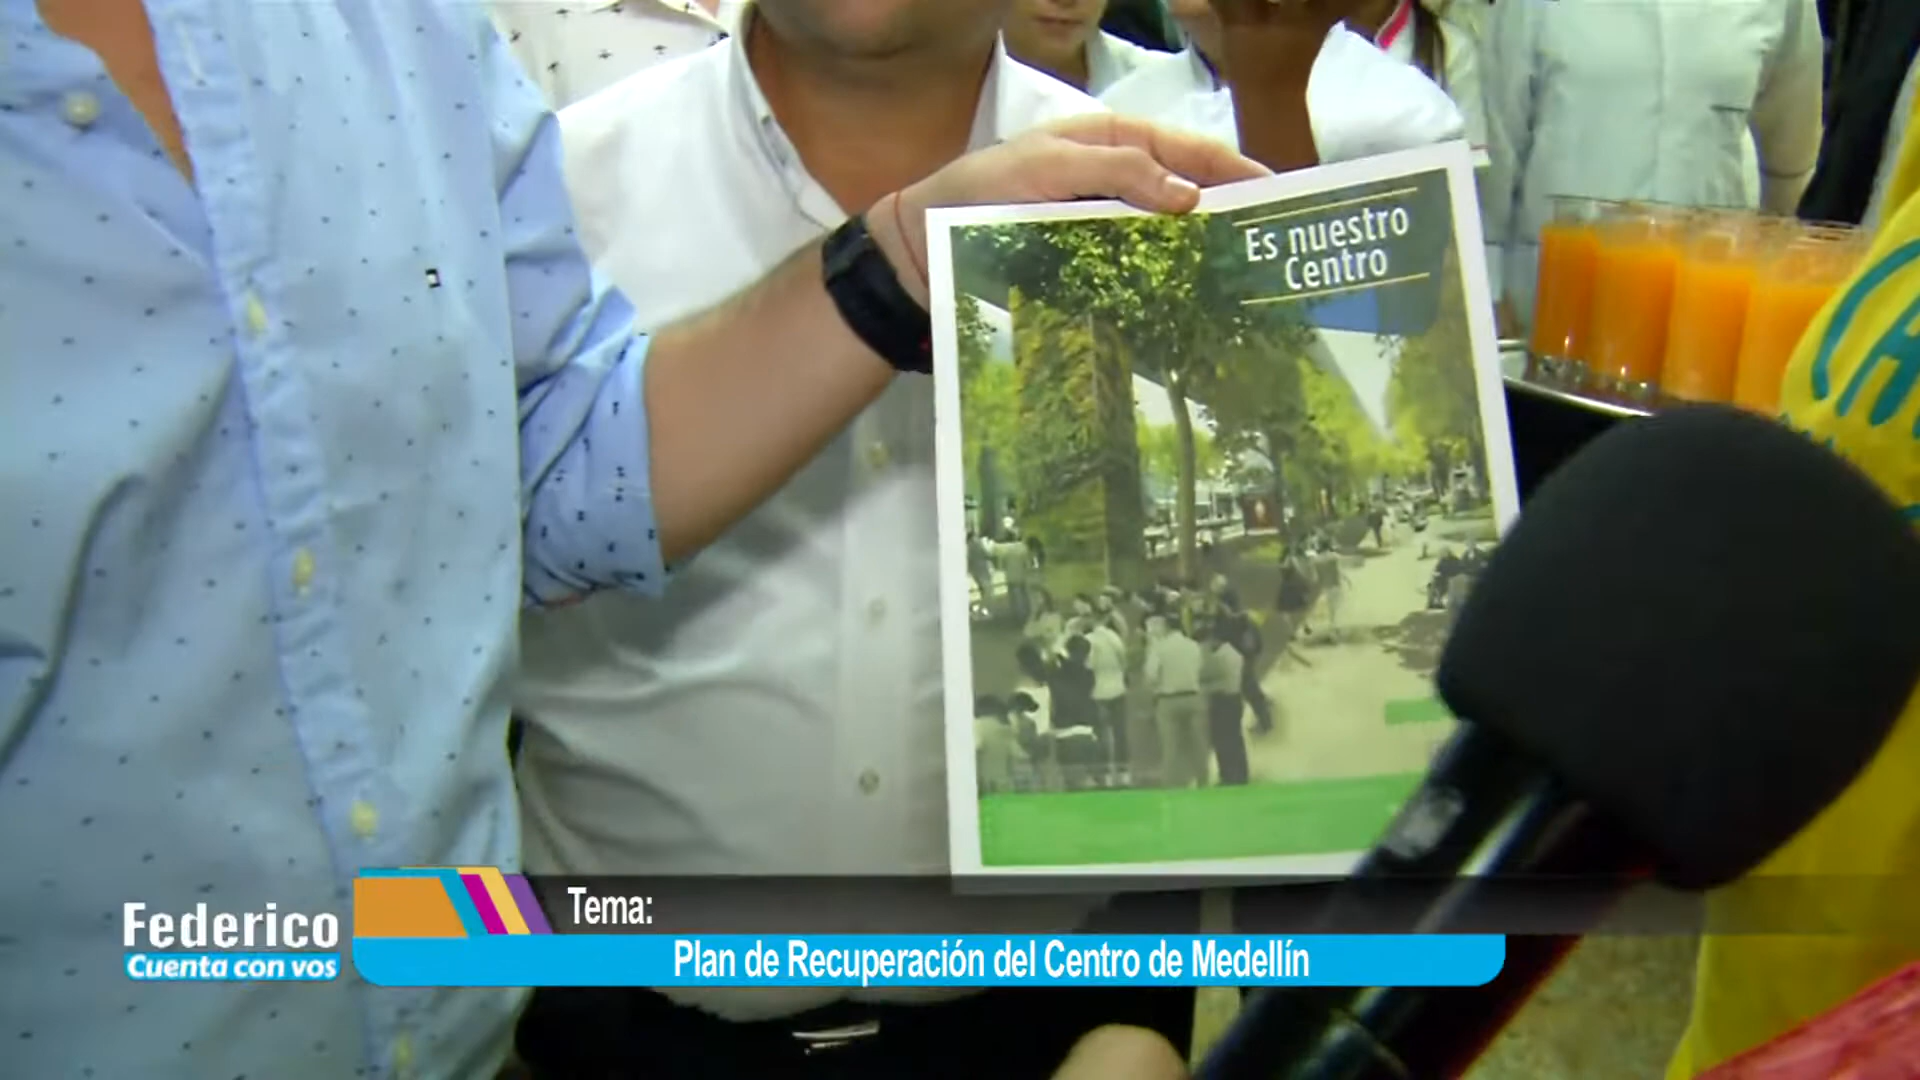 Es nuestro
Centro
Federico
Cuenta con vos
Tema:
Plan de Recuperación del Centro de Medellín